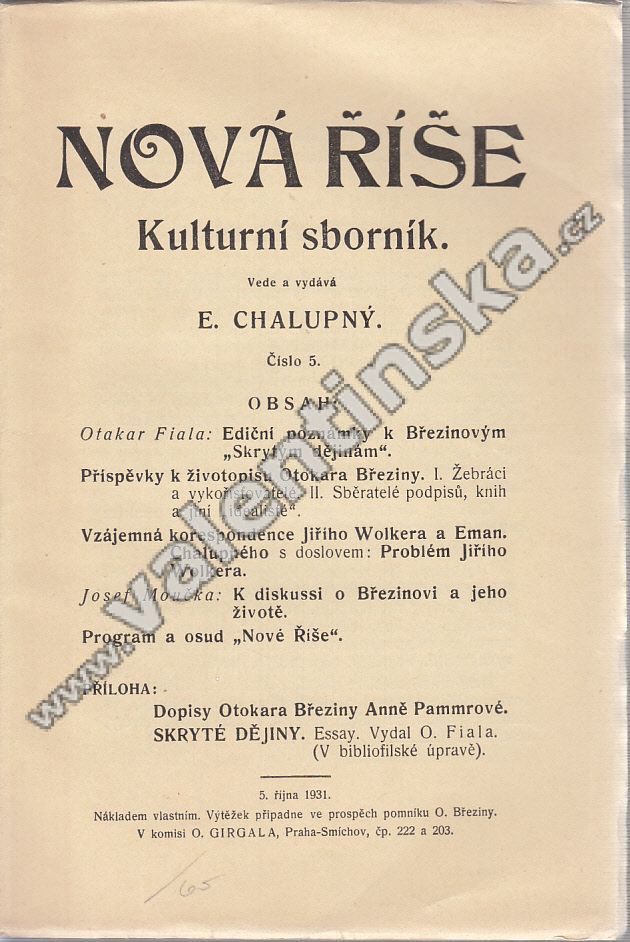 NOVÁ ŘÍŠE
Kulturní sborník.
Vede a vydává
E. CHALUPNÝ.
Číslo 5.
OBSAH:
Otakar Fiala: Ediční poznámky k Březinovým
„Skrytým dějinám“.
Příspěvky k životopisu Otokara Březiny. I. Žebráci
a vykořisťovatelé. II. Sběratelé podpisů, knih
a jiní „idealisté“.
Vzájemná korespondence Jiřího Wolkera a Eman.
Chalupného s doslovem: Problém Jiřího
Wolkera.
Josef Moučka: K diskussi o Březinovi a jeho
životě.
Program a osud „Nové Říše“.
PŘÍLOHA:
Dopisy Otokara Březiny Anně Pammrové.
SKRYTÉ DĚJINY. Essay. Vydal O. Fiala.
(V bibliofilské úpravě).
5. října 1931.
Nákladem vlastním. Výtěžek připadne ve prospěch pomníku O. Březiny.
V komisi O. GIRGALA, Praha-Smíchov, čp. 222 a 203.
/65
www.valentinska.cz